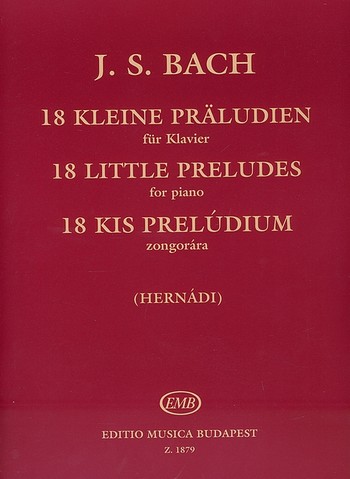 J. S. BACH
18 KLEINE PRÄLUDIEN
für Klavier
18 LITTLE PRELUDES
for piano
18 KIS PRELÚDIUM
zongorára
(HERNÁDI)
EMB
EDITIO MUSICA BUDAPEST
Z. 1879